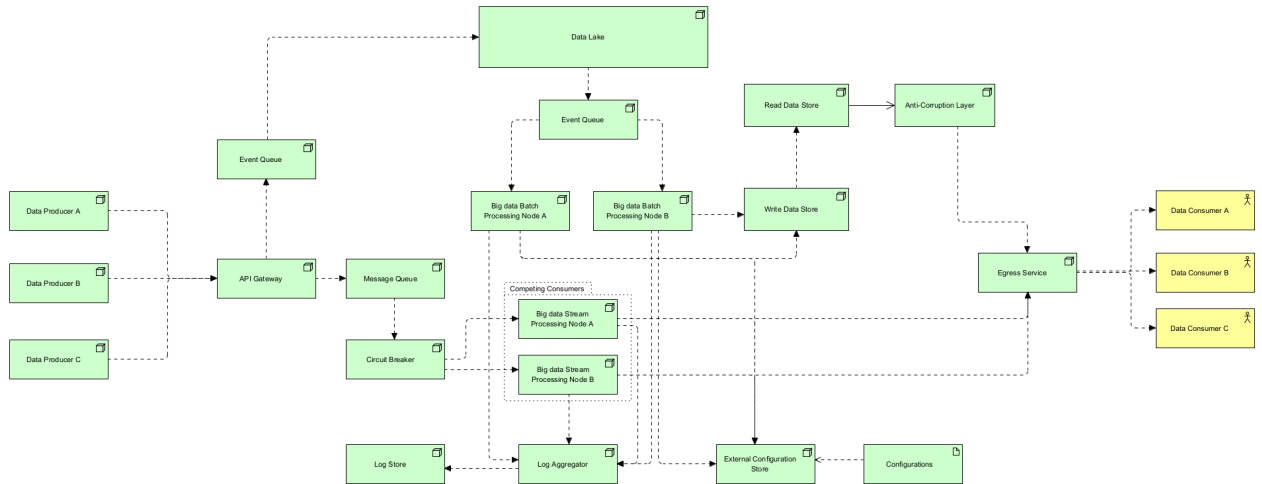 Data Lake
Read Data Store
Anti-Corruption Layer
Event Queue
Event Queue
Data Producer A
Big data Batch
Processing Node A
Big data Batch
Processing Node B
Write Data Store
Data Consumer A
API Gateway
Message Queue
Data Producer B
Egress Service
Data Consumer B
Competing Consumers
Big data Stream
Processing Node A
Data Consumer C
Data Producer C
Circuit Breaker
Big data Stream
Processing Node B
Log Store
Log Aggregator
External Configuration
Store
Configurations